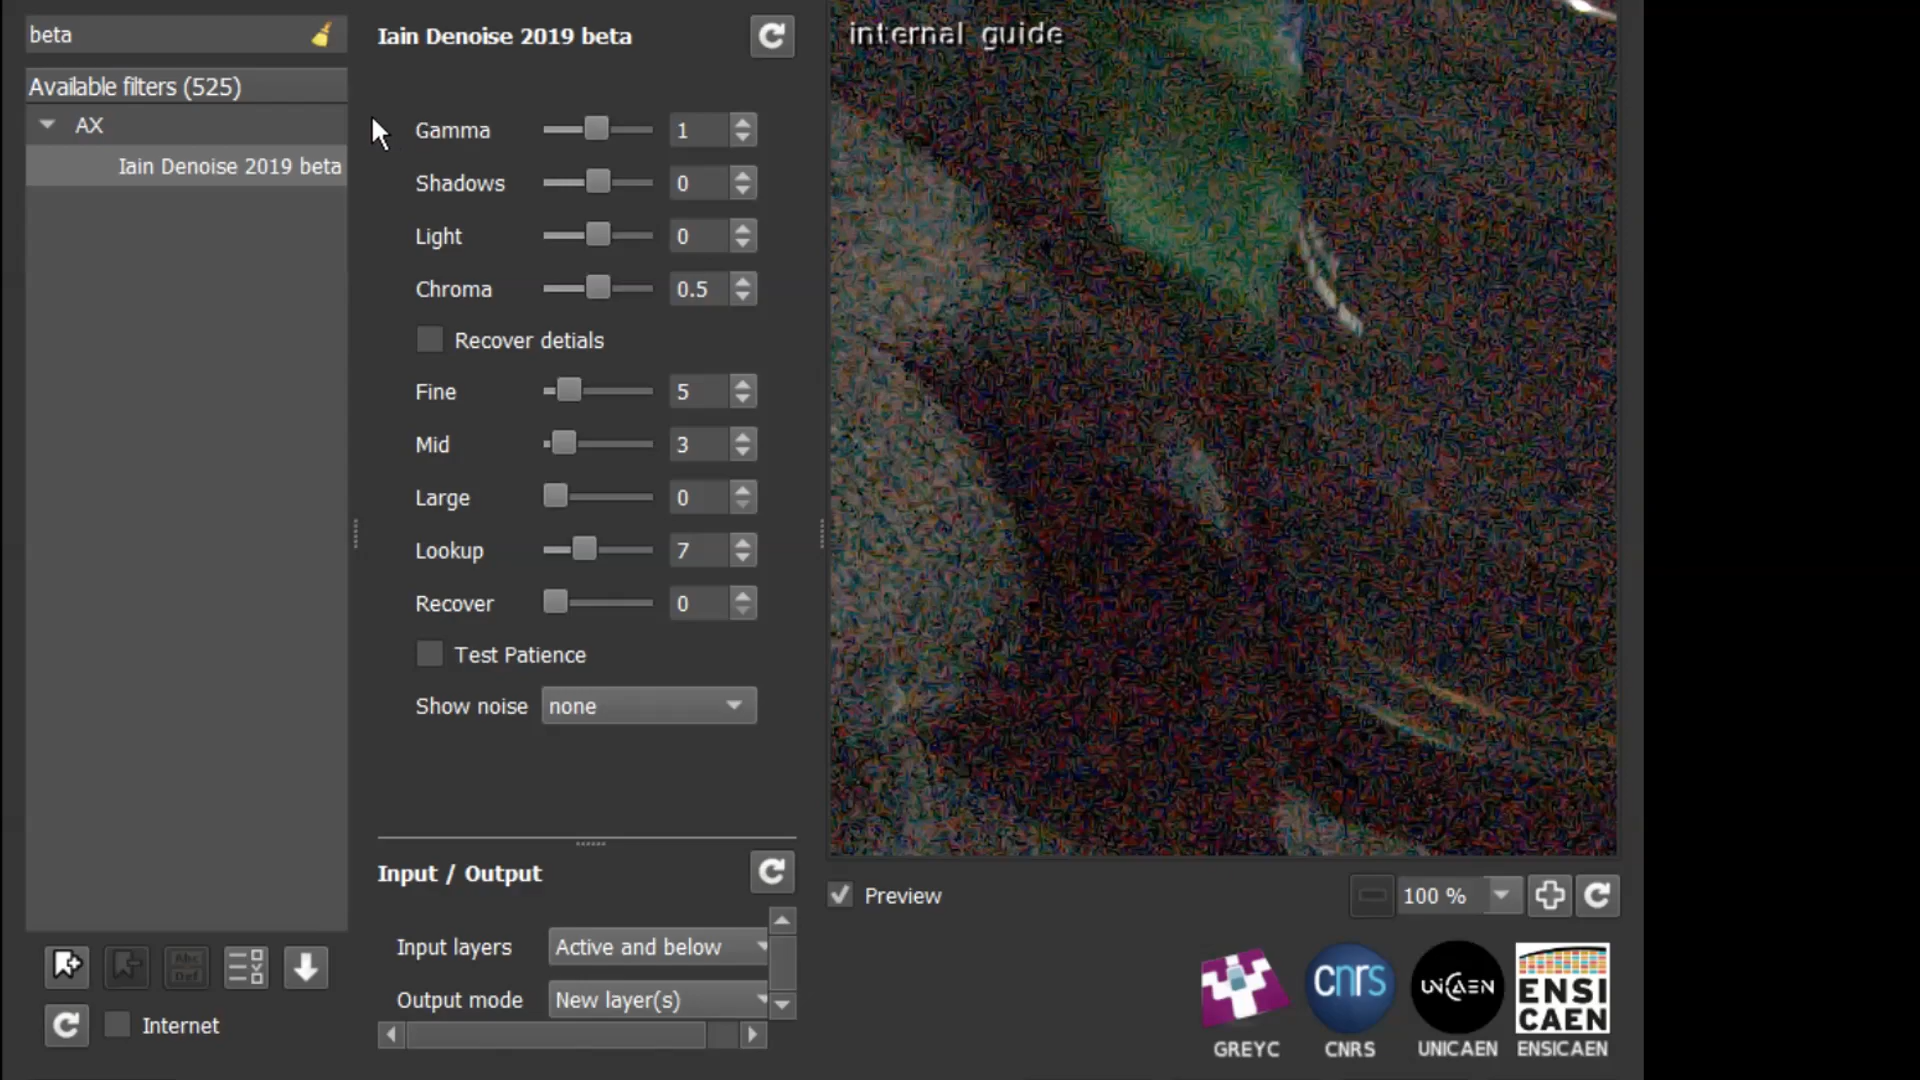 beta
Available filters (525)
AX
Iain Denoise 2019 beta
Internet
Iain Denoise 2019 beta
Gamma 1
Shadows 0
Light 0
Chroma 0.5
Recover detials
Fine 5
Mid 3
Large 0
Lookup 7
Recover 0
Test Patience
Show noise none
Input / Output
Input layers Active and below
Output mode New layer(s)
internal guide
Preview
100 %
cnrs
UNICAEN
ENSI
CAEN
GREYC CNRS UNICAEN ENSICAEN